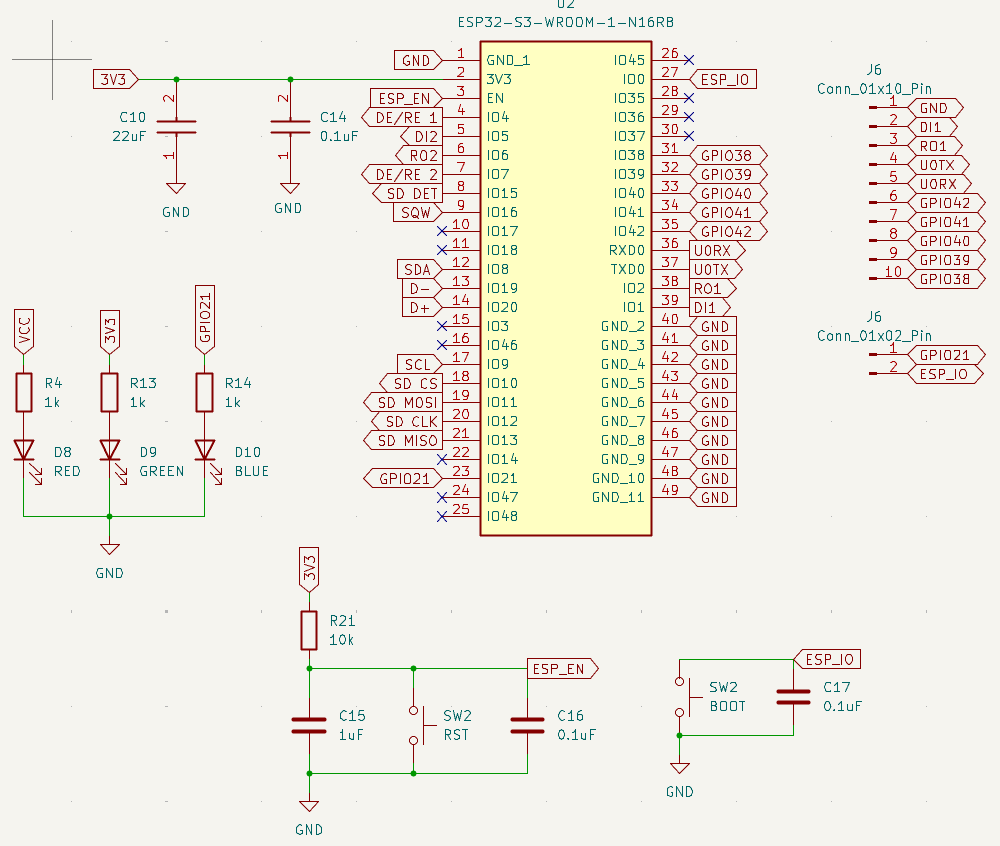 U2
ESP32-S3-WROOM-1-N16RB
GND 1 GND_1
3V3 2 3V3
ESP_EN 3 EN
DE/RE 1 4 IO4
DI2 5 IO5
RO2 6 IO6
DE/RE 2 7 IO7
SD DET 8 IO15
SQW 9 IO16
10 IO17
11 IO18
SDA 12 IO8
D- 13 IO19
D+ 14 IO20
15 IO3
16 IO46
SCL 17 IO9
SD CS 18 IO10
SD MOSI 19 IO11
SD CLK 20 IO12
SD MISO 21 IO13
22 IO14
GPIO21 23 IO21
24 IO47
25 IO48
IO45 26
IO0 27 ESP_IO
IO35 28
IO36 29
IO37 30
IO38 31 GPIO38
IO39 32 GPIO39
IO40 33 GPIO40
IO41 34 GPIO41
IO42 35 GPIO42
RXD0 36 U0RX
TXD0 37 U0TX
IO2 38 RO1
IO1 39 DI1
GND_2 40 GND
GND_3 41 GND
GND_4 42 GND
GND_5 43 GND
GND_6 44 GND
GND_7 45 GND
GND_8 46 GND
GND_9 47 GND
GND_10 48 GND
GND_11 49 GND
2
C10
22uF
1
GND
2
C14
0.1uF
1
GND
J6
Conn_01x10_Pin
1 GND
2 DI1
3 RO1
4 U0TX
5 U0RX
6 GPIO42
7 GPIO41
8 GPIO40
9 GPIO39
10 GPIO38
J6
Conn_01x02_Pin
1 GPIO21
2 ESP_IO
VCC
R4
1k
D8
RED
3V3
R13
1k
D9
GREEN
GPIO21
R14
1k
D10
BLUE
GND
3V3
R21
10k
ESP_EN
C15
1uF
SW2
RST
C16
0.1uF
GND
ESP_IO
SW2
BOOT
C17
0.1uF
GND